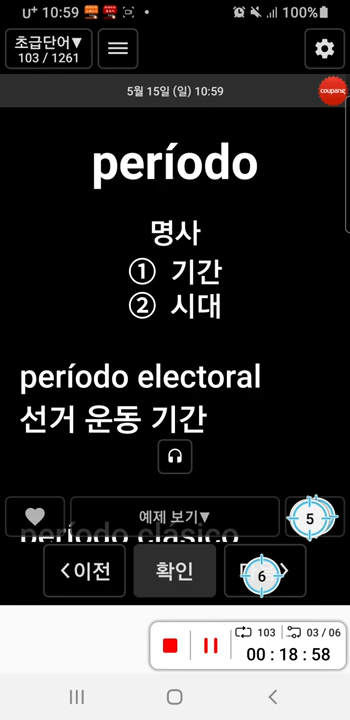 U+ 10:59 100%
초급단어▼
103 / 1261
5월 15일 (일) 10:59
coupang
período
명사
① 기간
② 시대
período electoral
선거 운동 기간
예제 보기▼
5
período clásico
<이전
확인
6
103
03 / 06
00 : 18 : 58